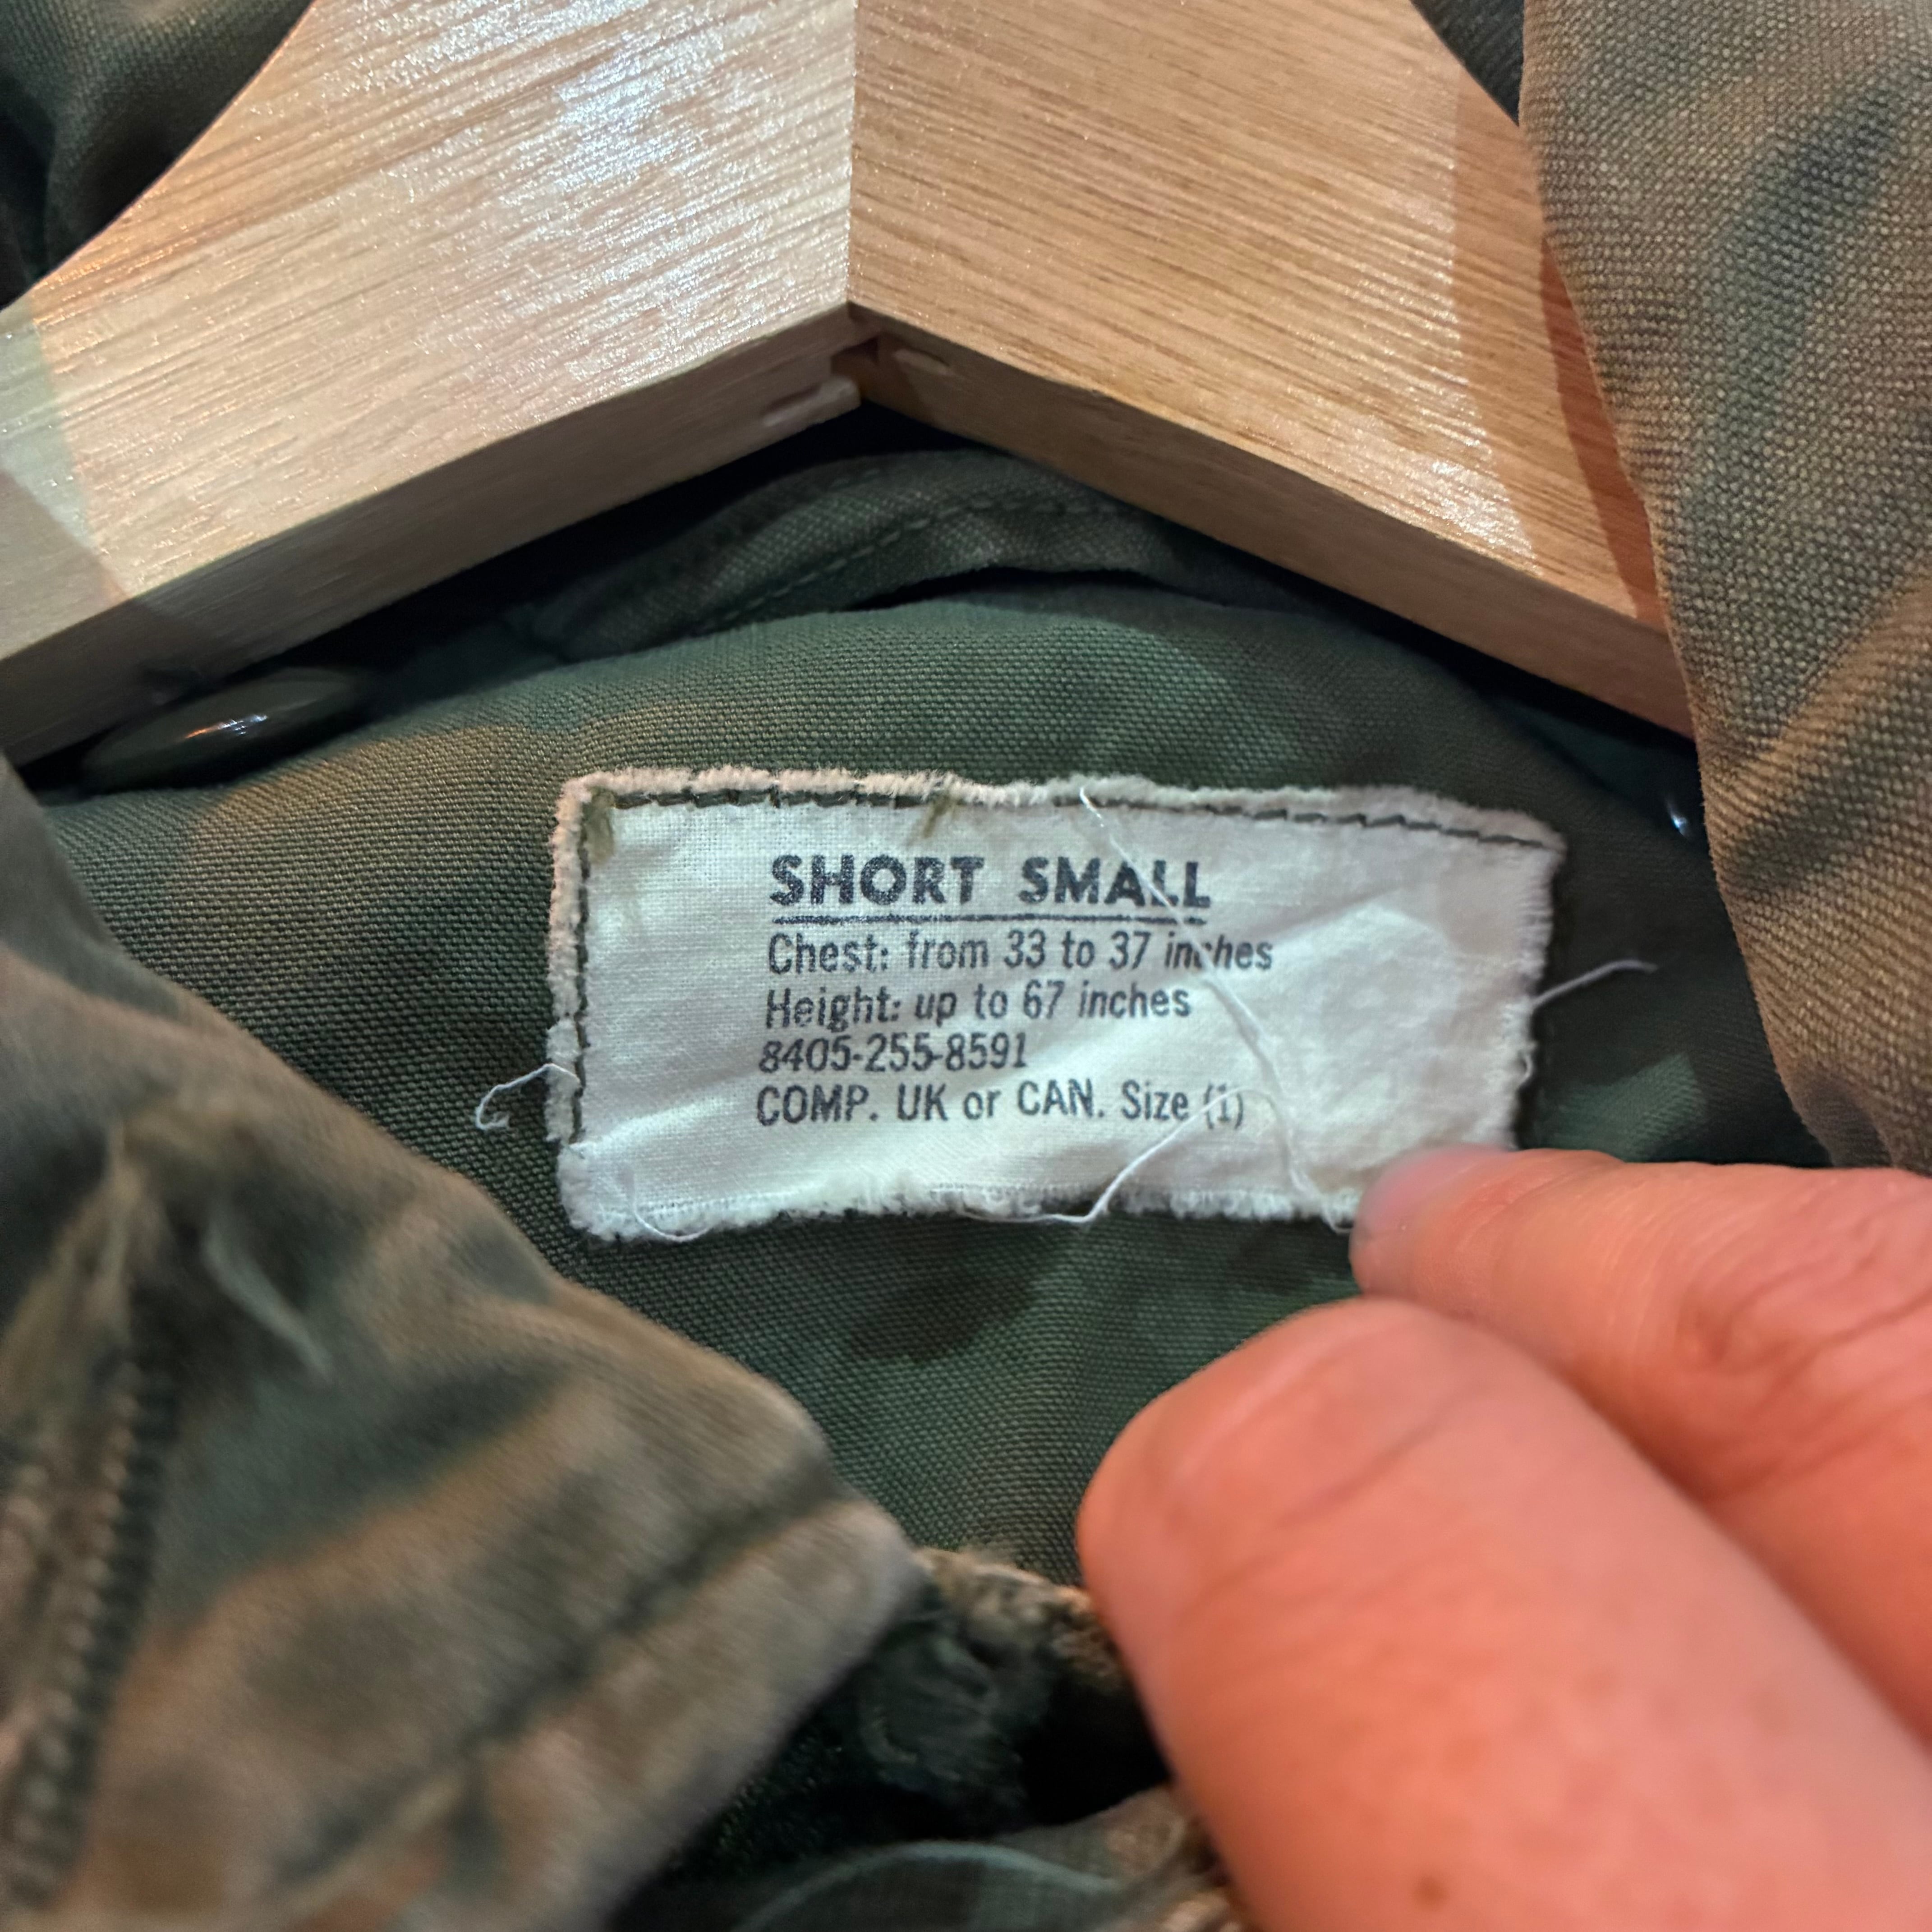 SHORT SMALL
Chest: from 33 to 37 inches
Height: up to 67 inches
8405-255-8591
COMP. UK or CAN. Size (1)